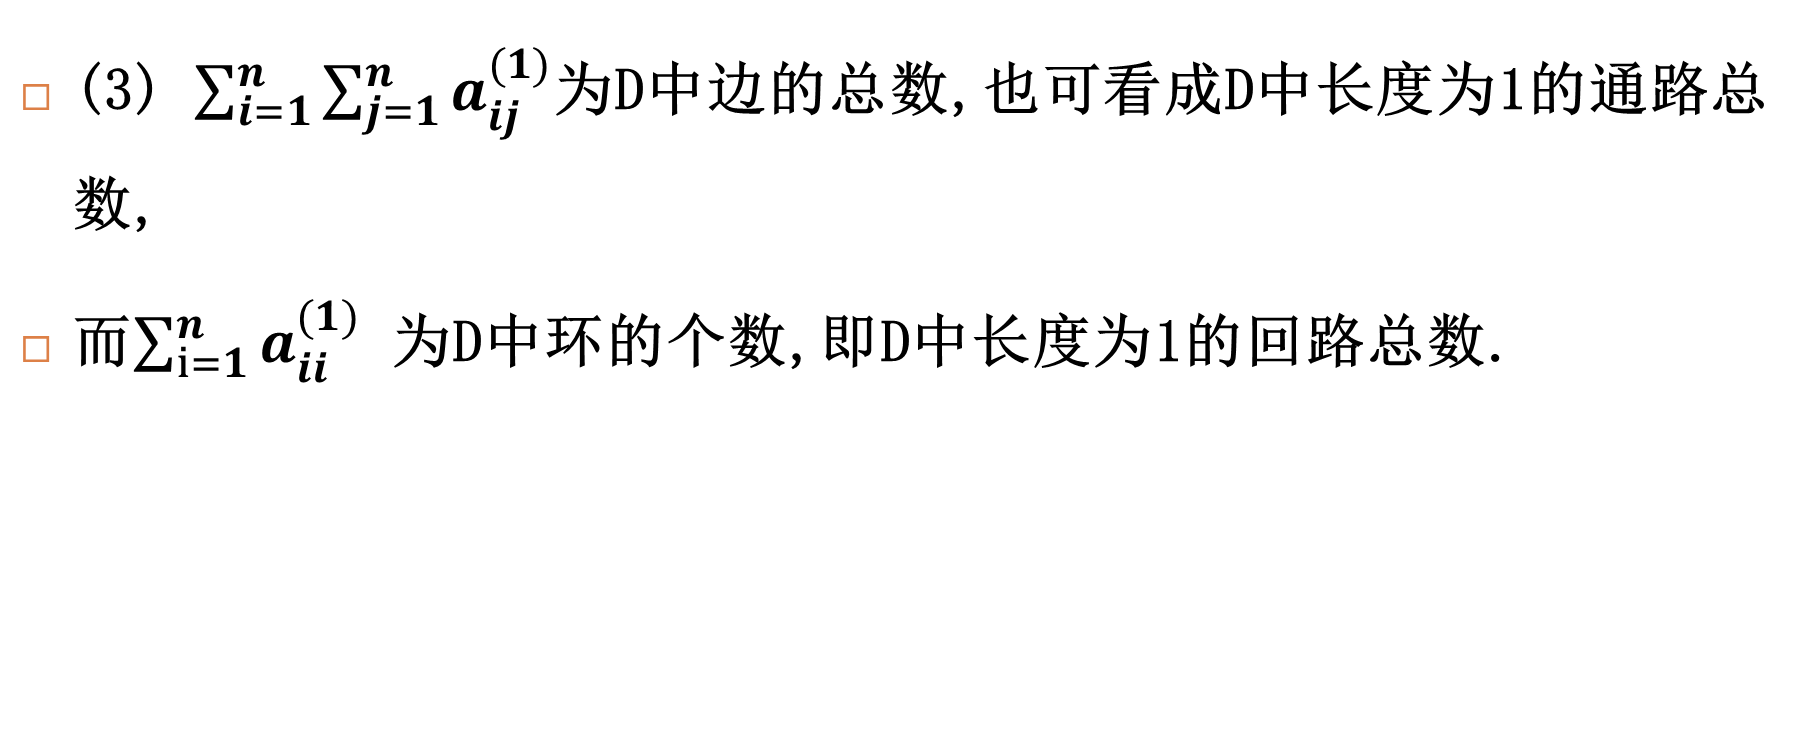 □ (3) ∑_{i=1}^{n} ∑_{j=1}^{n} a_{ij}^{(1)}为D中边的总数, 也可看成D中长度为1的通路总
数,
□ 而∑_{i=1}^{n} a_{ii}^{(1)} 为D中环的个数, 即D中长度为1的回路总数.